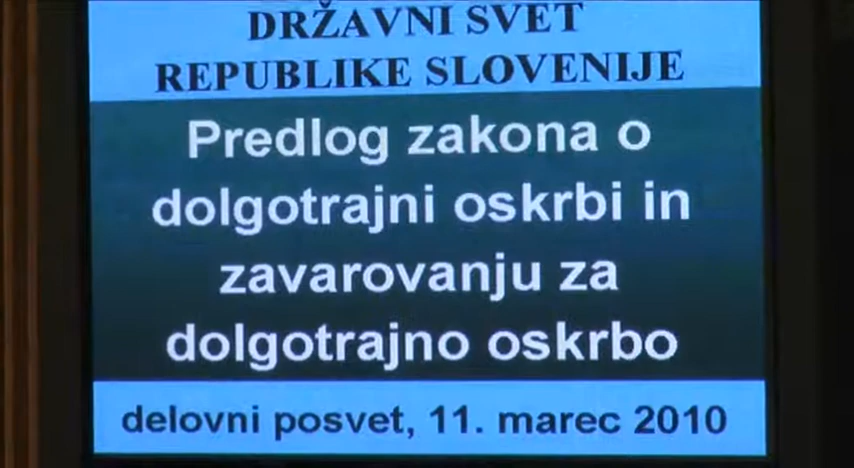 DRŽAVNI SVET
REPUBLIKE SLOVENIJE
Predlog zakona o
dolgotrajni oskrbi in
zavarovanju za
dolgotrajno oskrbo
delovni posvet, 11. marec 2010